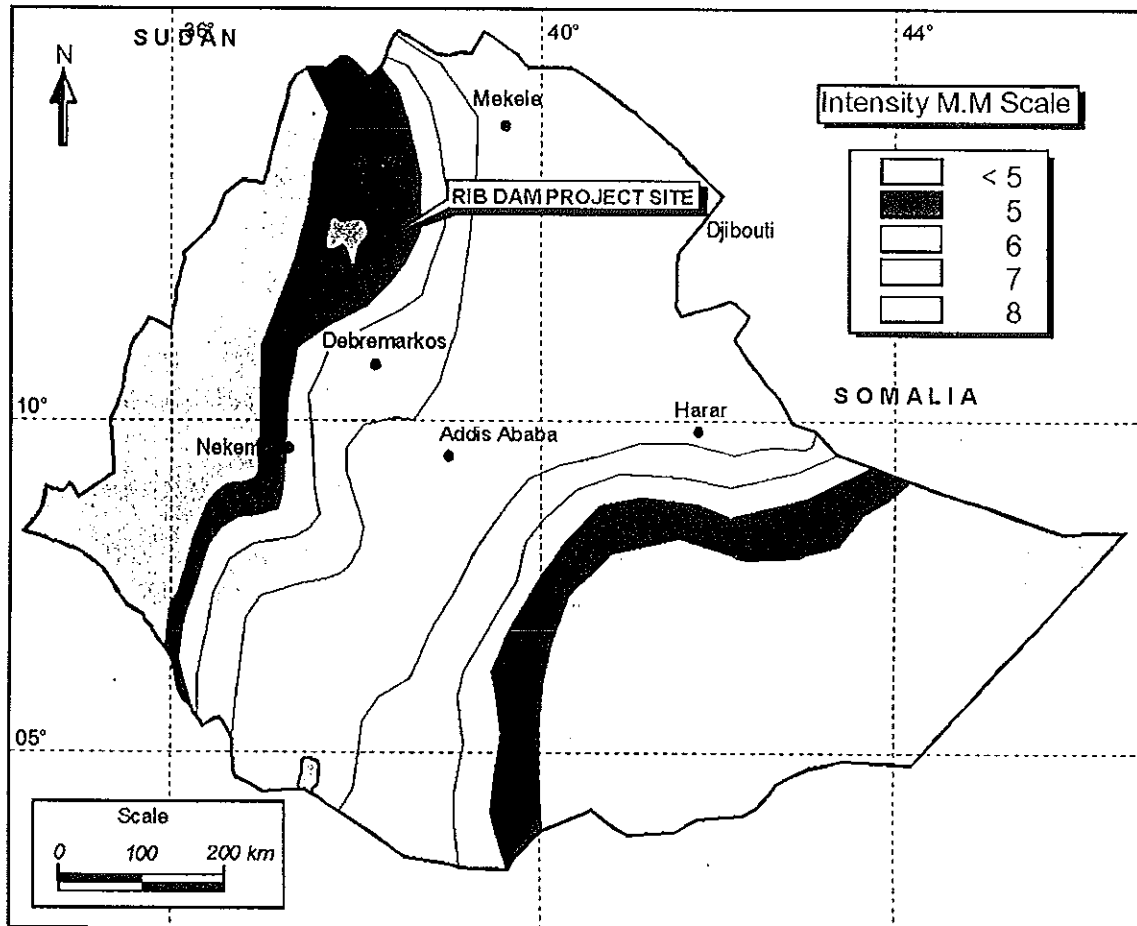 36°
40°
44°
SUDAN
N
Mekele
Intensity M.M Scale
< 5
5
6
7
8
RIB DAM PROJECT SITE
Djibouti
Debremarkos
SOMALIA
10°
Harar
Addis Ababa
05°
Scale
0 100 200 km